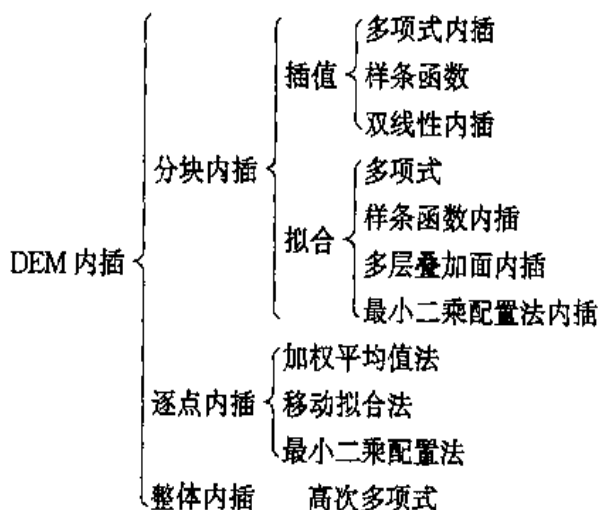 多项式内插
插值
样条函数
双线性内插
分块内插
多项式
样条函数内插
拟合
多层叠加面内插
DEM 内插
最小二乘配置法内插
加权平均值法
逐点内插
移动拟合法
最小二乘配置法
整体内插 高次多项式